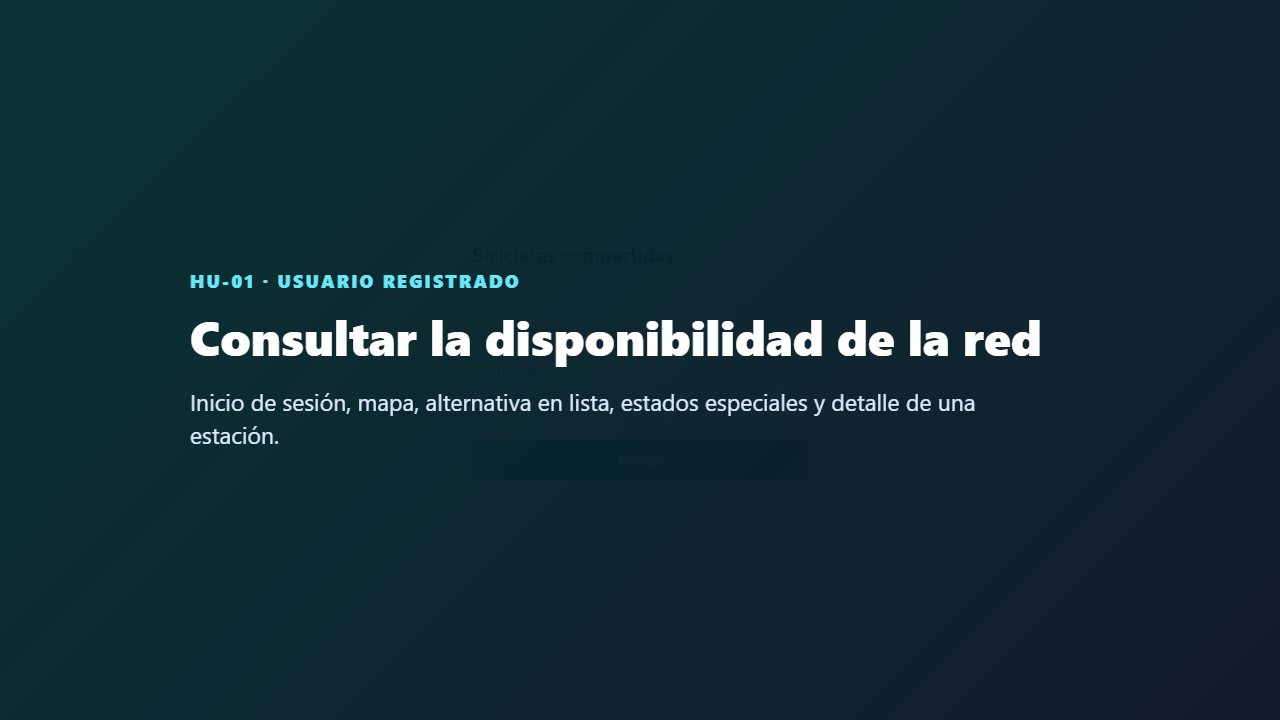 Bicicletas compartidas
HU-01 · USUARIO REGISTRADO
Email
Consultar la disponibilidad de la red
Contraseña
Inicio de sesión, mapa, alternativa en lista, estados especiales y detalle de una
estación.
Entrar